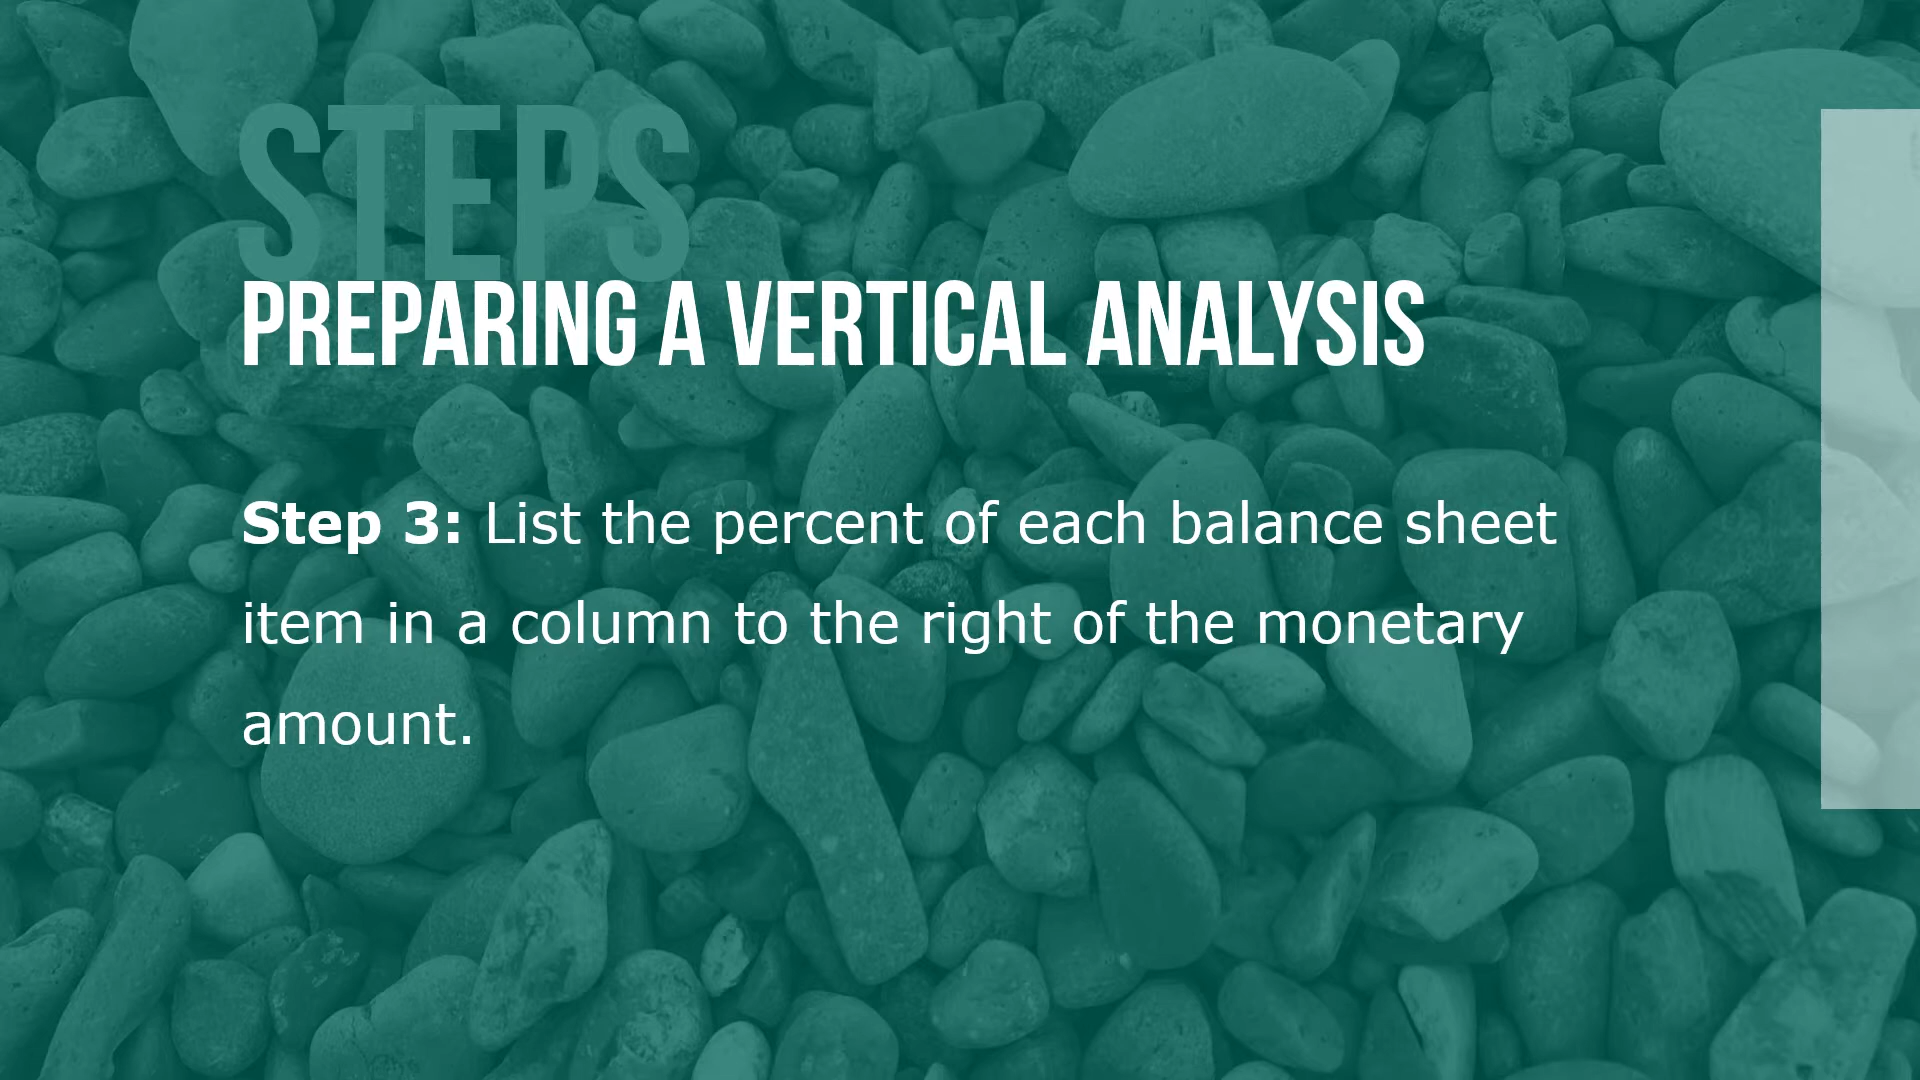 STEPS
PREPARING A VERTICAL ANALYSIS
Step 3: List the percent of each balance sheet
item in a column to the right of the monetary
amount.